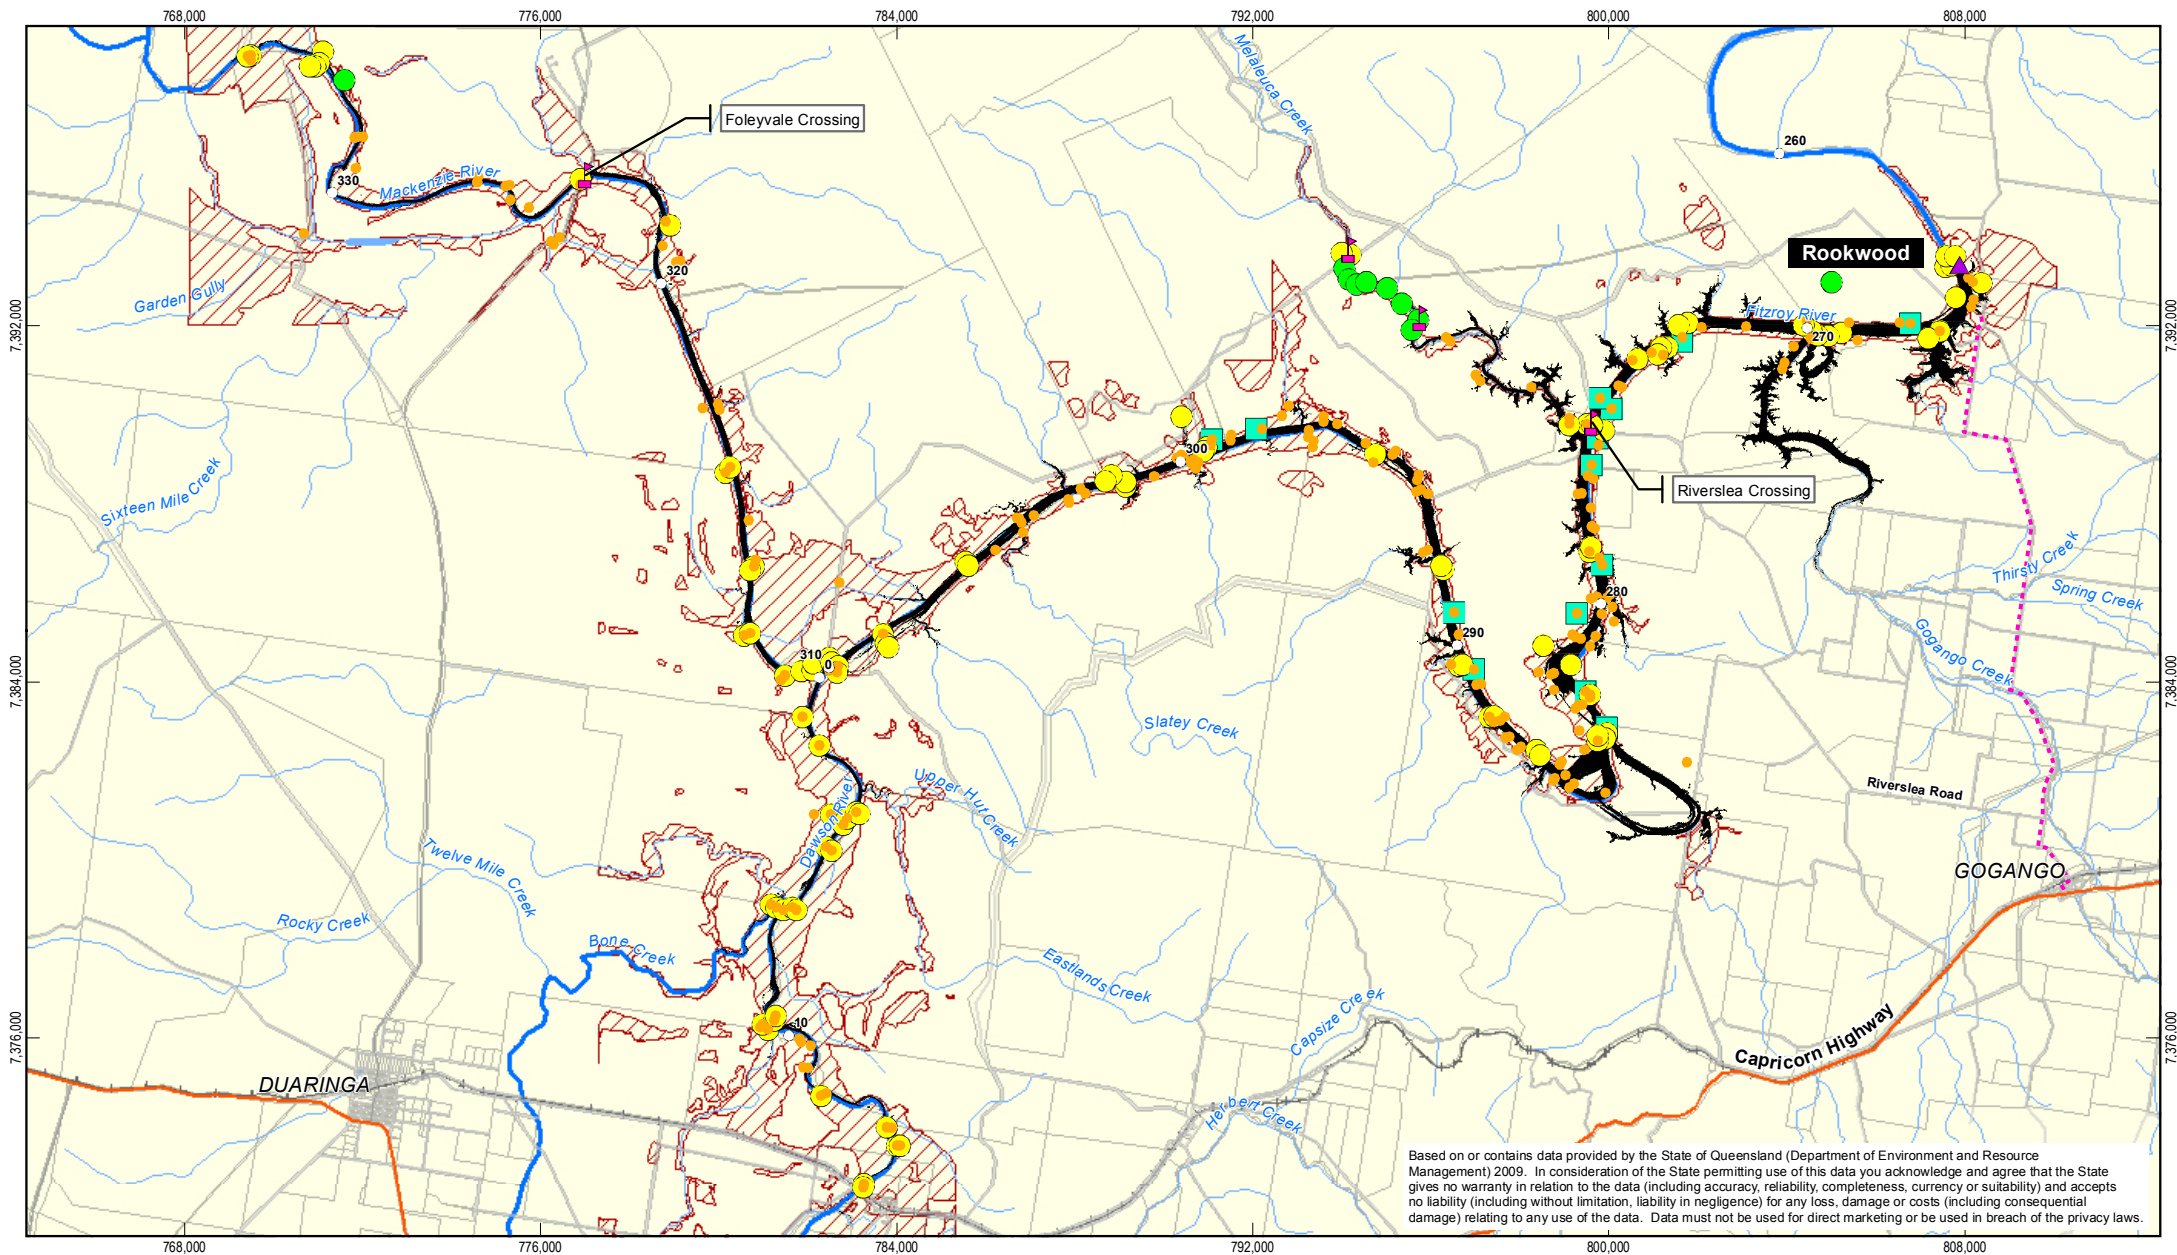 768,000
776,000
784,000
792,000
800,000
808,000
Melaleuca Creek
Foleyvale Crossing
260
330
Mackenzie River
Rookwood
320
Garden Gully
Fitzroy River
7,392,000
7,392,000
270
300
Sixteen Mile Creek
Riverslea Crossing
Thirsty Creek
280
Spring Creek
290
Gogango Creek
310
0
7,384,000
7,384,000
Slatey Creek
Upper Hut Creek
Riverslea Road
Dawson River
Twelve Mile Creek
GOGANGO
Rocky Creek
Bone Creek
Eastlands Creek
Capsize Creek
10
7,376,000
7,376,000
Capricorn Highway
DUARINGA
Herbert Creek
Based on or contains data provided by the State of Queensland (Department of Environment and Resource
Management) 2009. In consideration of the State permitting use of this data you acknowledge and agree that the State
gives no warranty in relation to the data (including accuracy, reliability, completeness, currency or suitability) and accepts
no liability (including without limitation, liability in negligence) for any loss, damage or costs (including consequential
damage) relating to any use of the data. Data must not be used for direct marketing or be used in breach of the privacy laws.
768,000
776,000
784,000
792,000
800,000
808,000